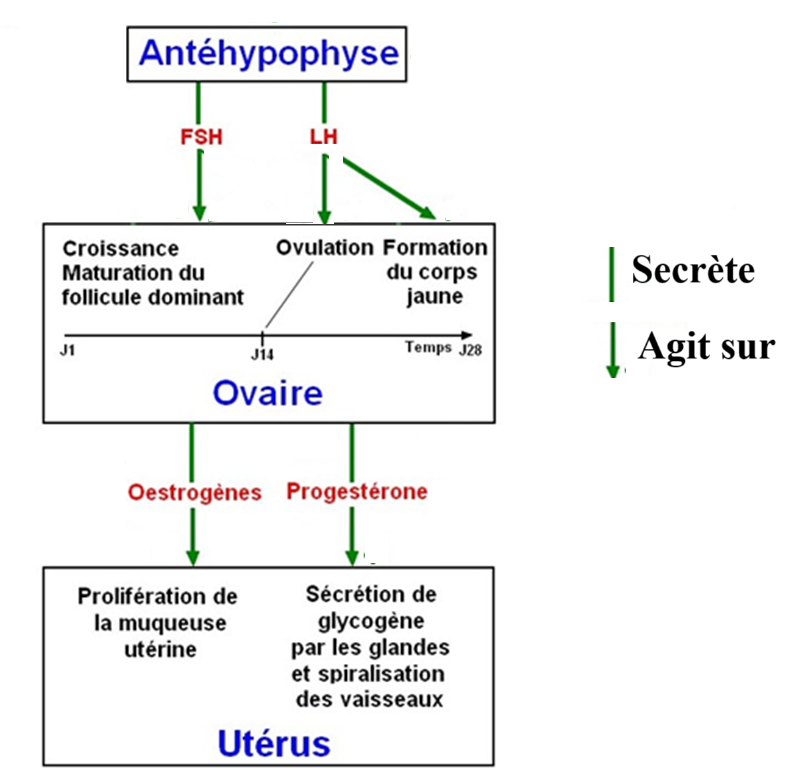 Antéhypophyse
FSH
LH
Croissance
Maturation du
follicule dominant
Ovulation
Formation
du corps
jaune
J1
J14
Temps
J28
Ovaire
Secrète
Agit sur
Oestrogènes
Progestérone
Prolifération de
la muqueuse
utérine
Sécrétion de
glycogène
par les glandes
et spiralisation
des vaisseaux
Utérus